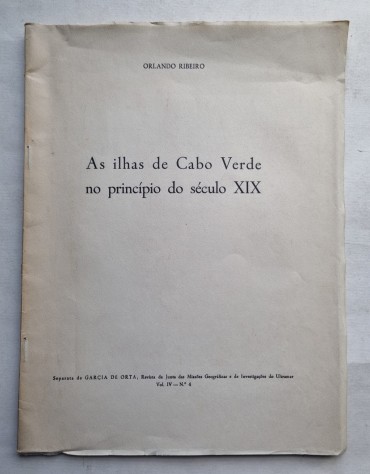 ORLANDO RIBEIRO
As ilhas de Cabo Verde
no princípio do século XIX
Separata de GARCIA DE ORTA, Revista da Junta das Missões Geográficas e de Investigações do Ultramar
Vol. IV — N.º 4